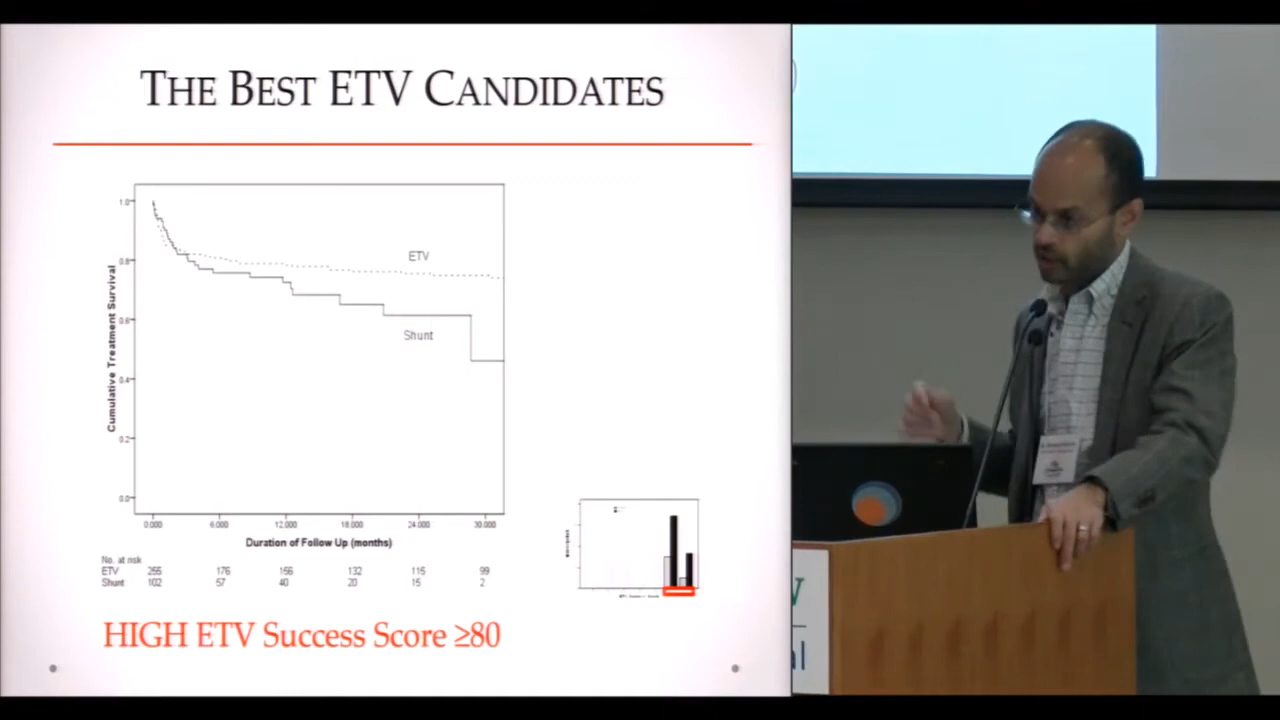 THE BEST ETV CANDIDATES
1.0
0.8
0.6
0.4
0.2
0.0
Cumulative Treatment Survival
ETV
Shunt
0.000 6.000 12.000 18.000 24.000 30.000
Duration of Follow Up (months)
No. at risk
ETV 255 176 156 132 115 99
Shunt 102 57 40 20 15 2
HIGH ETV Success Score ≥80